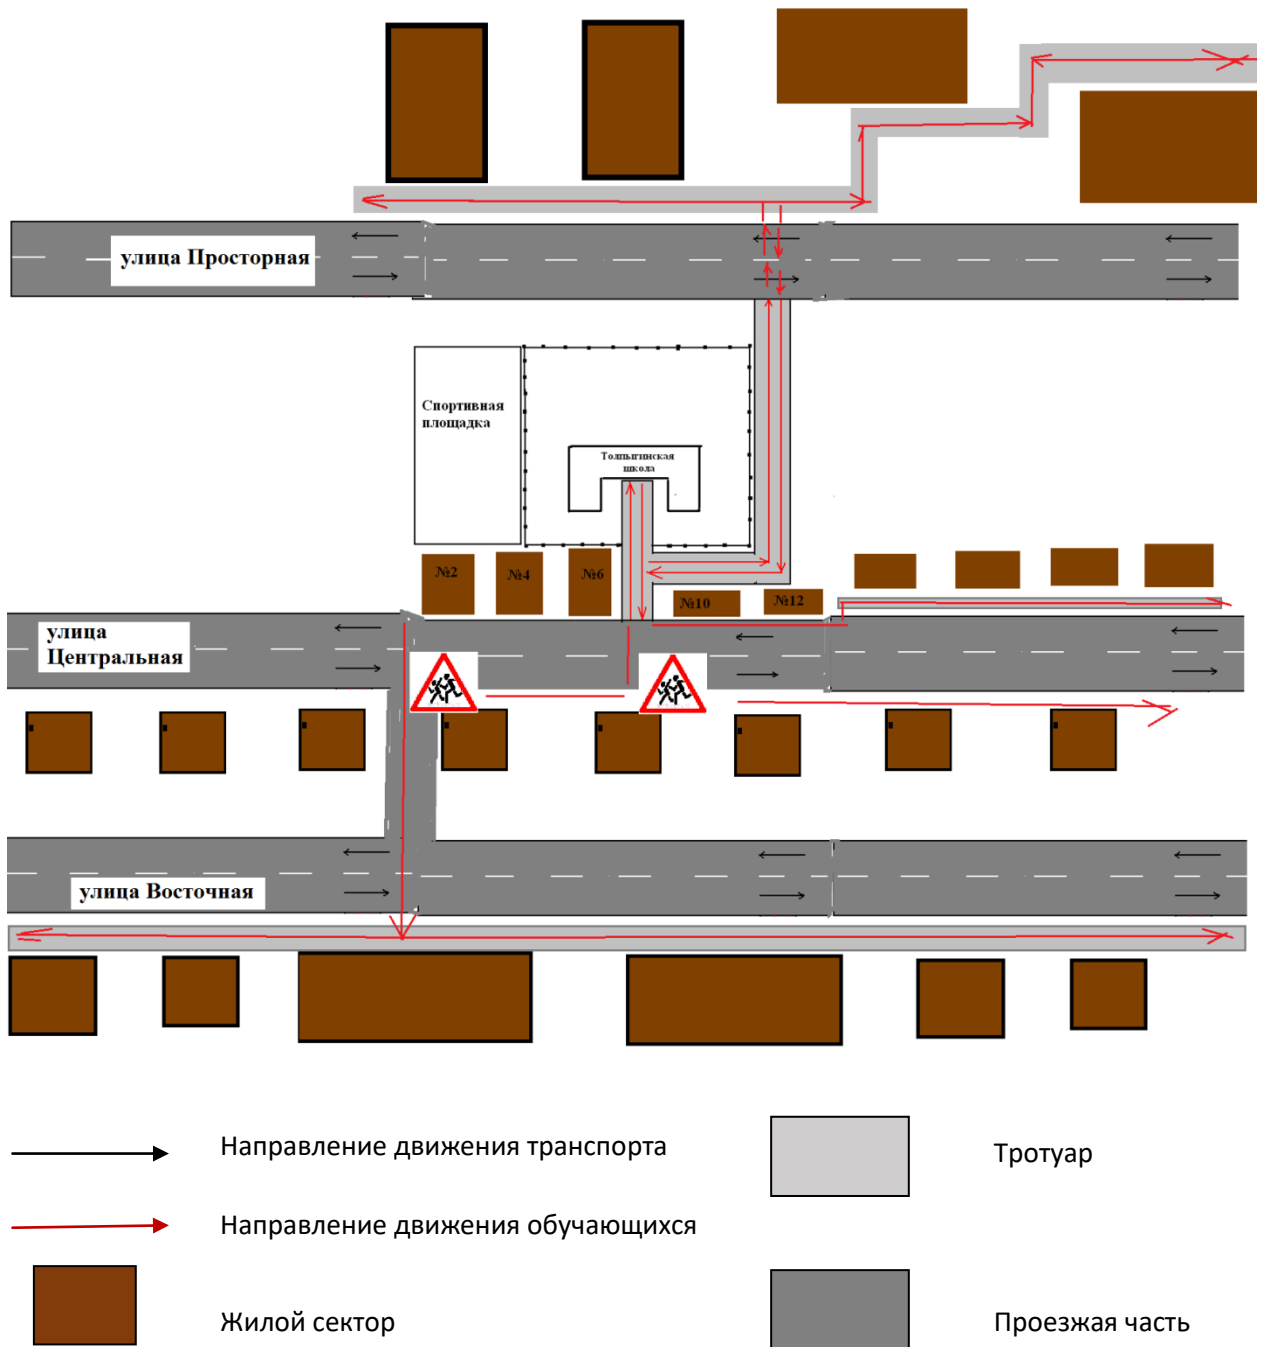 улица Просторная
Спортивная
площадка
Толпыгинская
школа
№2
№4
№6
№10
№12
улица
Центральная
улица Восточная
Направление движения транспорта
Тротуар
Направление движения обучающихся
Жилой сектор
Проезжая часть